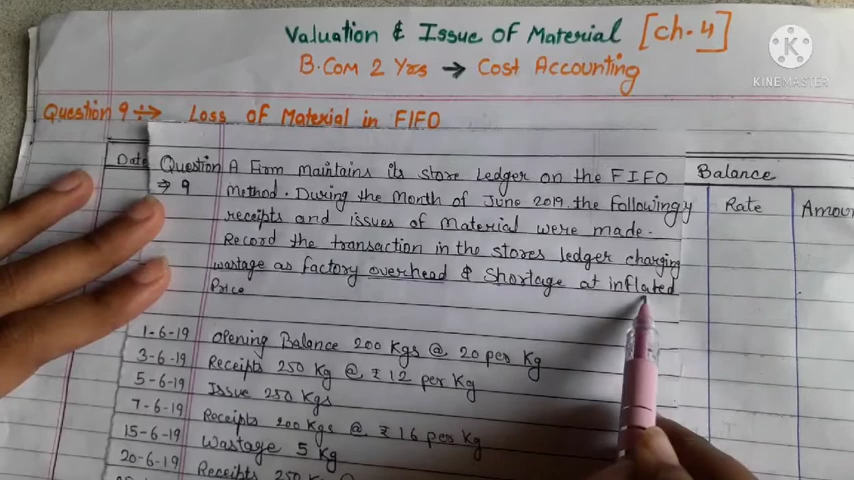 Valuation & Issue Of Material [Ch. 4]
B.Com 2 Yrs → Cost Accounting
K
KINEMASTER
Question 9 ÷→ Loss Of Material in FIFO
Date
Balance
Rate
Amoun
Question A Firm maintains its store Ledger on the FIFO
⇒ 9 Method. During the Month of June 2019 the following
receipts and issues of Material were made.
Record the transaction in the stores ledger charging
wastage as factory overhead & Shortage at inflated
Price
1-6-19 Opening Balance 200 Kgs @ 20 per Kg
3-6-19 Receipts 250 Kg @ ₹ 12 per Kg
5-6-19 Issue 250 Kgs
7-6-19 Receipts 200 Kgs @ ₹ 16 per Kg
15-6-19 Wastage 5 Kg
20-6-19 Receipts 250 K